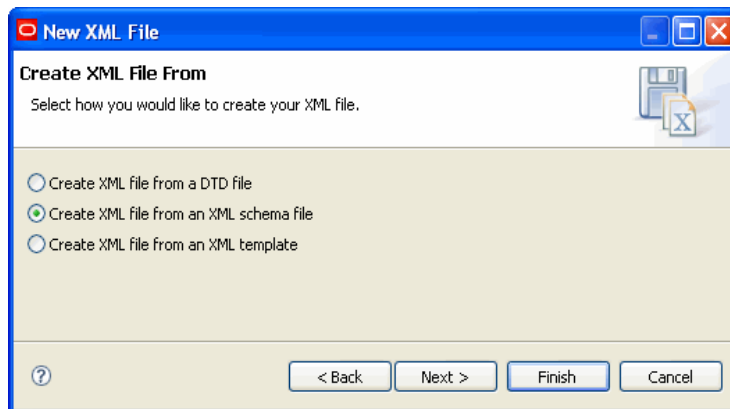 New XML File
Create XML File From
Select how you would like to create your XML file.
Create XML file from a DTD file
Create XML file from an XML schema file
Create XML file from an XML template
< Back
Next >
Finish
Cancel